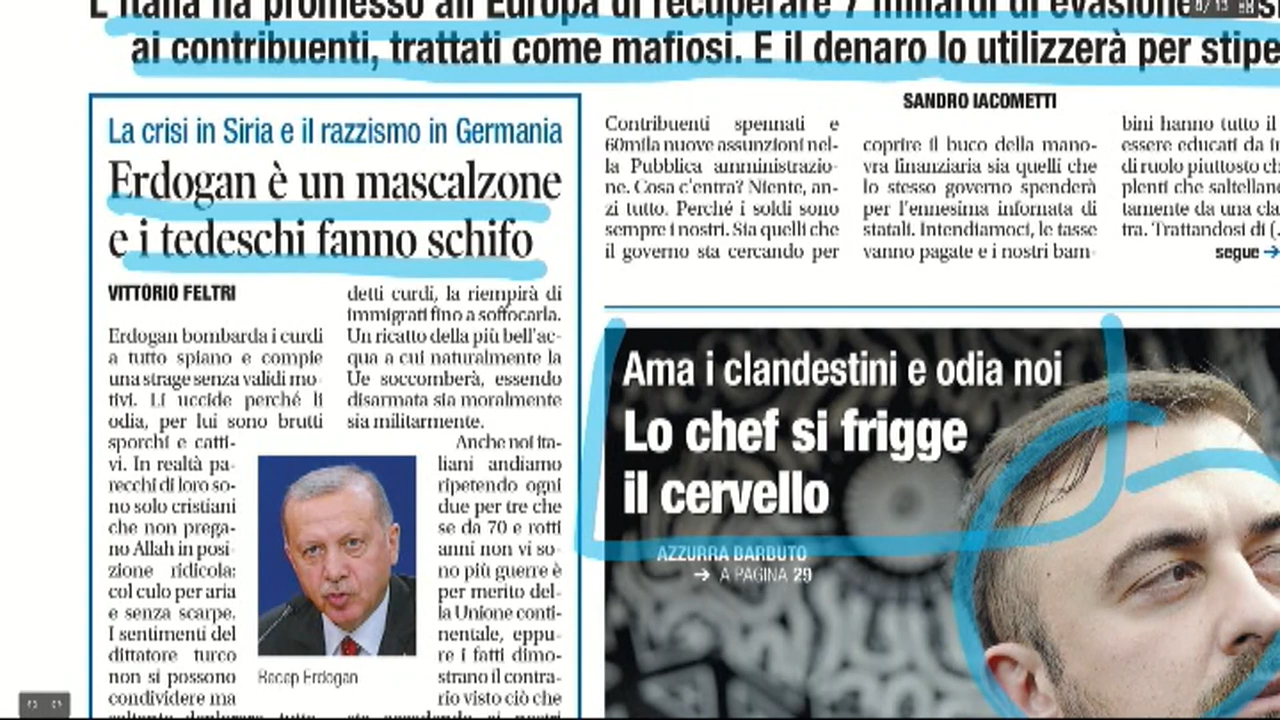 L'Italia ha promesso all'Europa di recuperare 7 miliardi di evasione
ai contribuenti, trattati come mafiosi. E il denaro lo utilizzerà per stipe
La crisi in Siria e il razzismo in Germania
Erdogan è un mascalzone
e i tedeschi fanno schifo
VITTORIO FELTRI
Erdogan bombarda i curdi
a tutto spiano e compie
una strage senza validi mo-
tivi. Li uccide perché li
odia, per lui sono brutti
sporchi e catti-
vi. In realtà pa-
recchi di loro so-
no solo cristiani
che non prega-
no Allah in posi-
zione ridicola:
col culo per aria
e senza scarpe.
I sentimenti del
dittatore turco
non si possono
condividere ma
soltanto deplorare, tutto
detti curdi, la riempirà di
immigrati fino a soffocarla.
Un ricatto della più bell'ac-
qua a cui naturalmente la
Ue soccomberà, essendo
disarmata sia moralmente
sia militarmente.
Anche noi ita-
liani andiamo
ripetendo ogni
due per tre che
se da 70 e rotti
anni non vi so-
no più guerre è
per merito del-
la Unione conti-
nentale, eppu-
re i fatti dimo-
strano il contra-
rio visto ciò che
Recep Erdogan
SANDRO IACOMETTI
Contribuenti spennati e
60mila nuove assunzioni nel-
la Pubblica amministrazio-
ne. Cosa c'entra? Niente, an-
zi tutto. Perché i soldi sono
sempre i nostri. Sia quelli che
il governo sta cercando per
coprire il buco della mano-
vra finanziaria sia quelli che
lo stesso governo spenderà
per l'ennesima infornata di
statali. Intendiamoci, le tasse
vanno pagate e i nostri bam-
bini hanno tutto il
essere educati da in
di ruolo piuttosto ch
plenti che saltellano
tamente da una cla
tra. Trattandosi di (.
segue →
Ama i clandestini e odia noi
Lo chef si frigge
il cervello
AZZURRA BARBUTO
→ A PAGINA 29